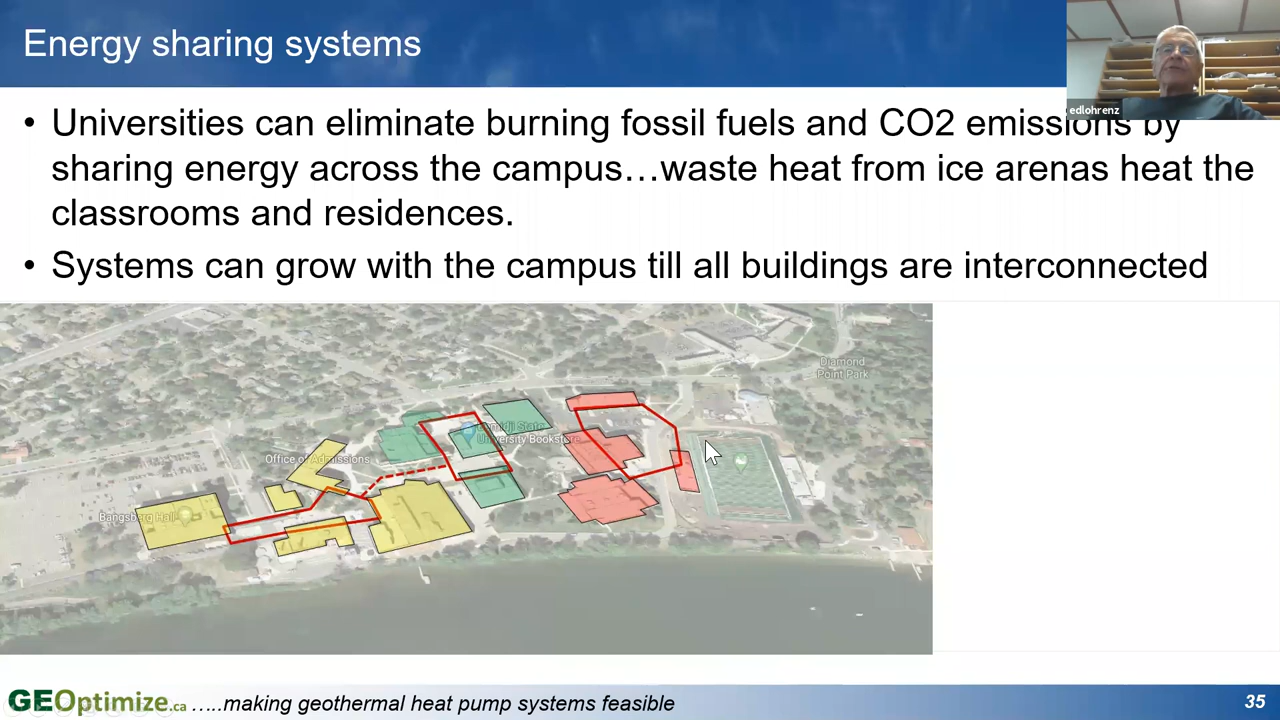 Energy sharing systems
edlohrenz
• Universities can eliminate burning fossil fuels and CO2 emissions by
sharing energy across the campus…waste heat from ice arenas heat the
classrooms and residences.
• Systems can grow with the campus till all buildings are interconnected
Diamond
Point Park
Bemidji State
University Bookstore
Office of Admissions
Bangsberg Hall
GEOptimize.ca …..making geothermal heat pump systems feasible
35